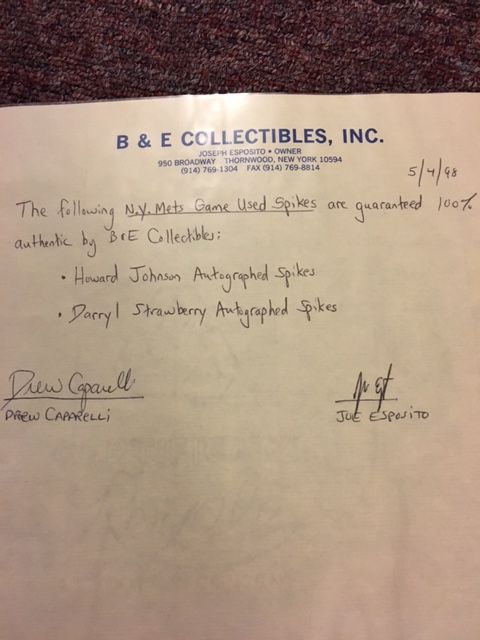 B & E COLLECTIBLES, INC.
JOSEPH ESPOSITO • OWNER
950 BROADWAY THORNWOOD, NEW YORK 10594
(914) 769-1304 FAX (914) 769-8814
5/4/98
The following N.Y. Mets Game Used Spikes are guaranteed 100%
authentic by B&E Collectibles:
• Howard Johnson Autographed Spikes
• Darryl Strawberry Autographed Spikes
Drew Caparelli
DREW CAPARELLi
JOE ESPOSITO